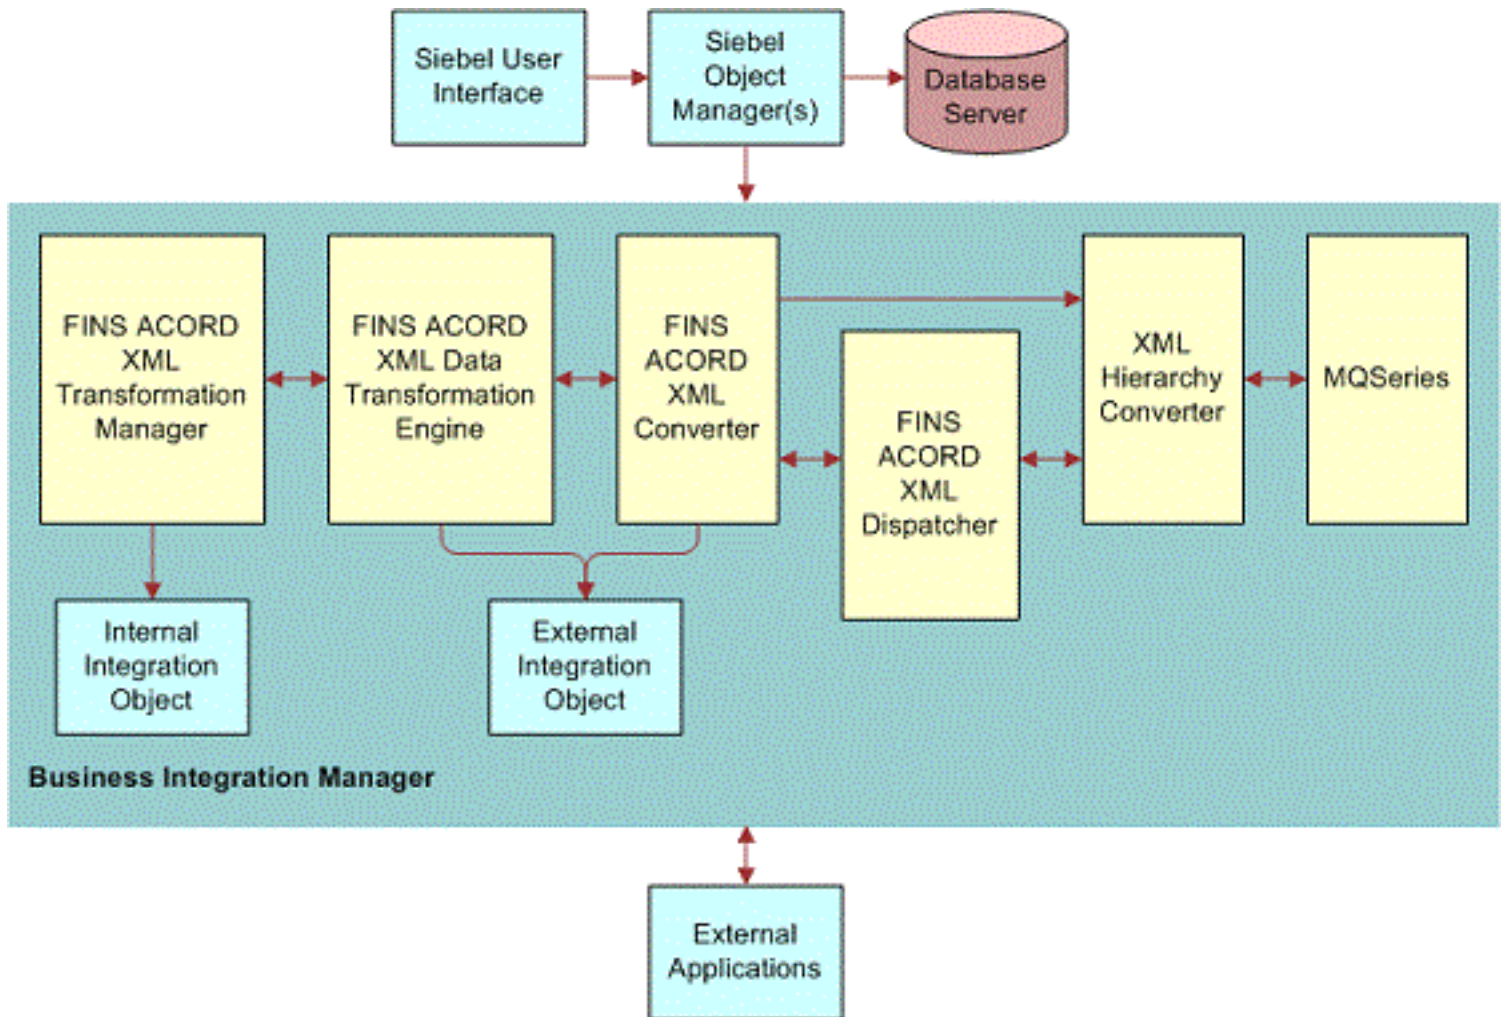 Siebel User
Interface
Siebel
Object
Manager(s)
Database
Server
FINS ACORD
XML
Transformation
Manager
FINS ACORD
XML Data
Transformation
Engine
FINS
ACORD
XML
Converter
FINS
ACORD
XML
Dispatcher
XML
Hierarchy
Converter
MQSeries
Internal
Integration
Object
External
Integration
Object
Business Integration Manager
External
Applications